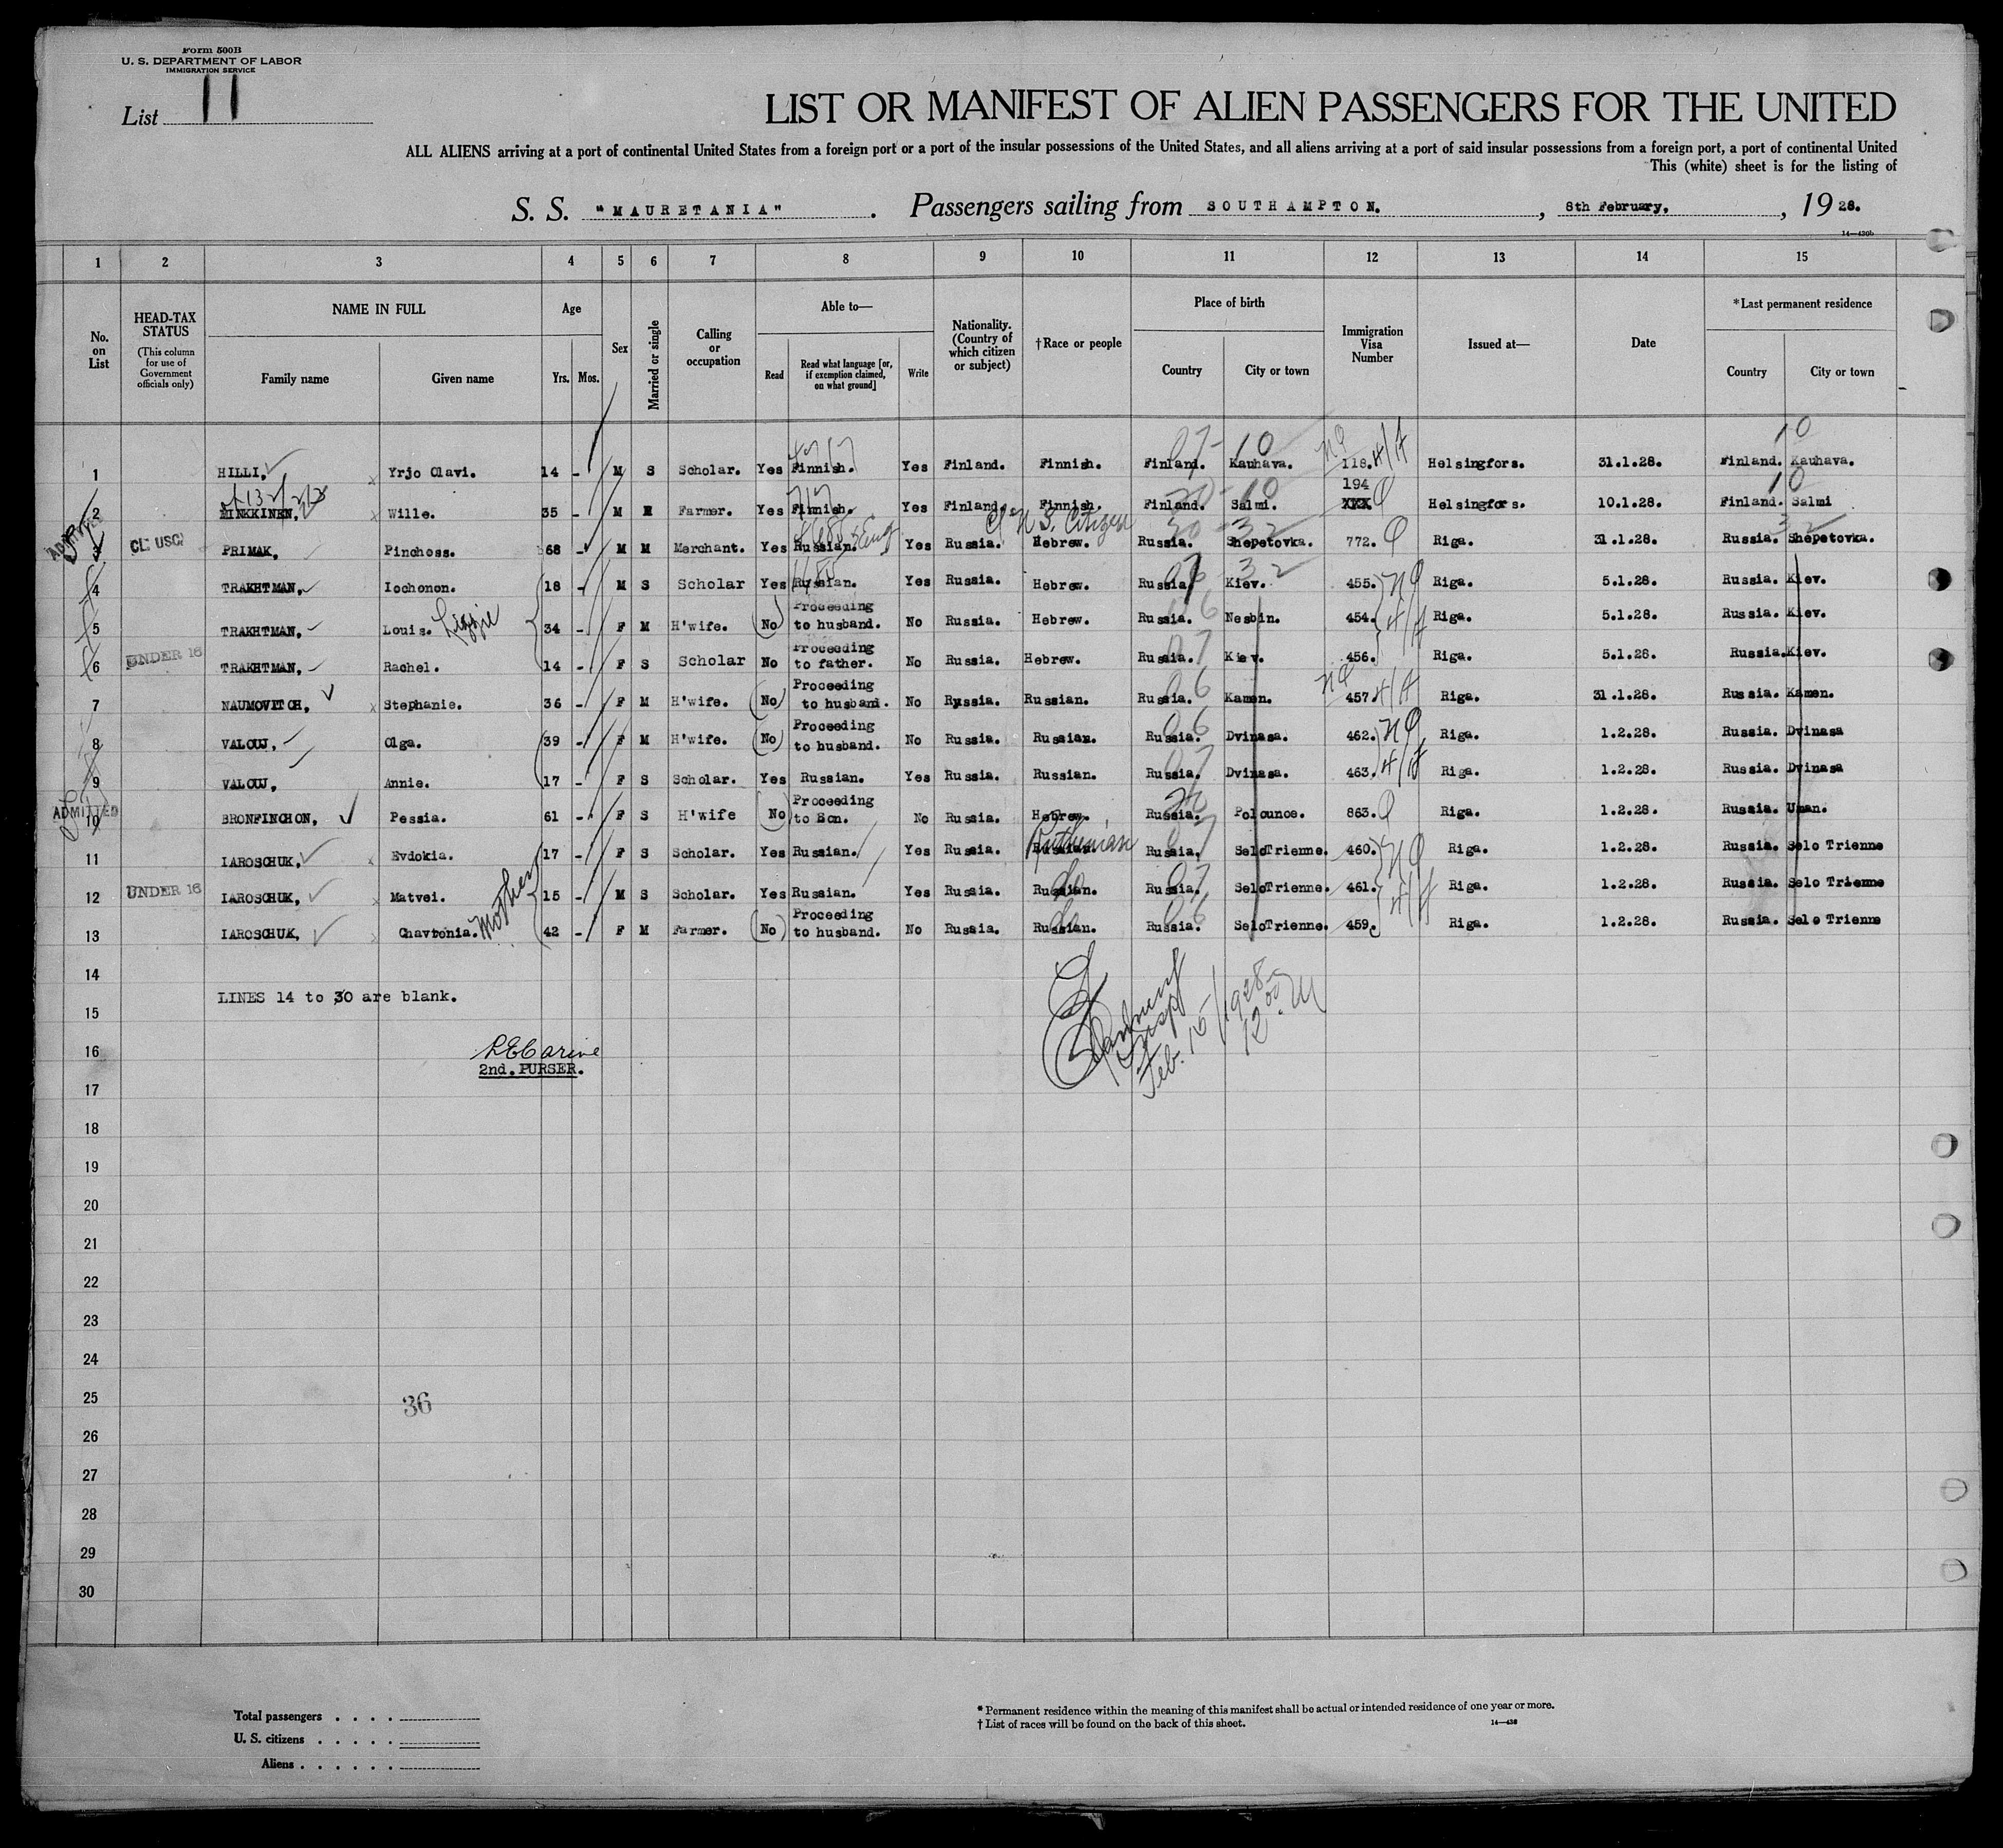 Form 500B
U. S. DEPARTMENT OF LABOR
IMMIGRATION SERVICE
List 11
LIST OR MANIFEST OF ALIEN PASSENGERS FOR THE UNITED
ALL ALIENS arriving at a port of continental United States from a foreign port or a port of the insular possessions of the United States, and all aliens arriving at a port of said insular possessions from a foreign port, a port of continental United
This (white) sheet is for the listing of
S. S. "MAURETANIA". Passengers sailing from SOUTHAMPTON., 8th February., 1928.
14—430b
1 2 3 4 5 6 7 8 9 10 11 12 13 14 15
No. on List
HEAD-TAX STATUS
(This column for use of Government officials only)
NAME IN FULL
Family name Given name
Age
Yrs. Mos.
Sex
Married or single
Calling or occupation
Able to—
Read Read what language [or, if exemption claimed, on what ground] Write
Nationality. (Country of which citizen or subject)
†Race or people
Place of birth
Country City or town
Immigration Visa Number
Issued at—
Date
*Last permanent residence
Country City or town
1 HILLI, Yrjo Olavi. 14 - M S Scholar. Yes Finnish. Yes Finland. Finnish. Finland. Kauhava. 118. Helsingfors. 31.1.28. Finland. Kauhava.
2 MINKKINEN, Wille. 35 - M M Farmer. Yes Finnish. Yes Finland. Finnish. Finland. Salmi. 194 XXX Helsingfors. 10.1.28. Finland. Salmi
U.S. Citizen
3 CL: USC PRIMAK, Pinchoss. 68 - M M Merchant. Yes Russian. Yes Russia. Hebrew. Russia. Shepetovka. 772. Riga. 31.1.28. Russia. Shepetovka.
4 TRAKHTMAN, Iochonon. 18 - M S Scholar Yes Russian. Yes Russia. Hebrew. Russia. Kiev. 455. Riga. 5.1.28. Russia. Kiev.
5 TRAKHTMAN, Louis. Lizzie 34 - F M H'wife. No Proceeding to husband. No Russia. Hebrew. Russia. Nesbin. 454. Riga. 5.1.28. Russia. Kiev.
6 UNDER 16 TRAKHTMAN, Rachel. 14 - F S Scholar No Proceeding to father. No Russia. Hebrew. Russia. Kiev. 456. Riga. 5.1.28. Russia. Kiev.
7 NAUMOVITCH, Stephanie. 36 - F M H'wife. No Proceeding to husband. No Russia. Russian. Russia. Kamen. 457 Riga. 31.1.28. Russia. Kamen.
8 VALOUJ, Olga. 39 - F M H'wife. No Proceeding to husband. No Russia. Russian. Russia. Dvinasa. 462. Riga. 1.2.28. Russia. Dvinasa
9 VALOUJ, Annie. 17 - F S Scholar. Yes Russian. Yes Russia. Russian. Russia. Dvinasa. 463. Riga. 1.2.28. Russia. Dvinasa
ADMITTED
10 BRONFINCHON, Pessia. 61 - F S H'wife No Proceeding to Son. No Russia. Hebrew. Russia. Polounce. 863. Riga. 1.2.28. Russia. Uman.
11 IAROSCHUK, Evdokia. 17 - F S Scholar. Yes Russian. Yes Russia. Russian. Ruthenian Russia. Selo Trienne. 460. Riga. 1.2.28. Russia. Selo Trienne
12 UNDER 16 IAROSCHUK, Matvei. 15 - M S Scholar. Yes Russian. Yes Russia. Russian. do Russia. Selo Trienne. 461. Riga. 1.2.28. Russia. Selo Trienne
13 IAROSCHUK, Chavronia. Mother 42 - F M Farmer. No Proceeding to husband. No Russia. Russian. do Russia. Selo Trienne. 459. Riga. 1.2.28. Russia. Selo Trienne
14
LINES 14 to 30 are blank.
15
16
2nd. PURSER.
Insp
Feb. 15/1928
12 00 M
17
18
19
20
21
22
23
24
25
36
26
27
28
29
30
Total passengers
U. S. citizens
Aliens
* Permanent residence within the meaning of this manifest shall be actual or intended residence of one year or more.
† List of races will be found on the back of this sheet. 14—430